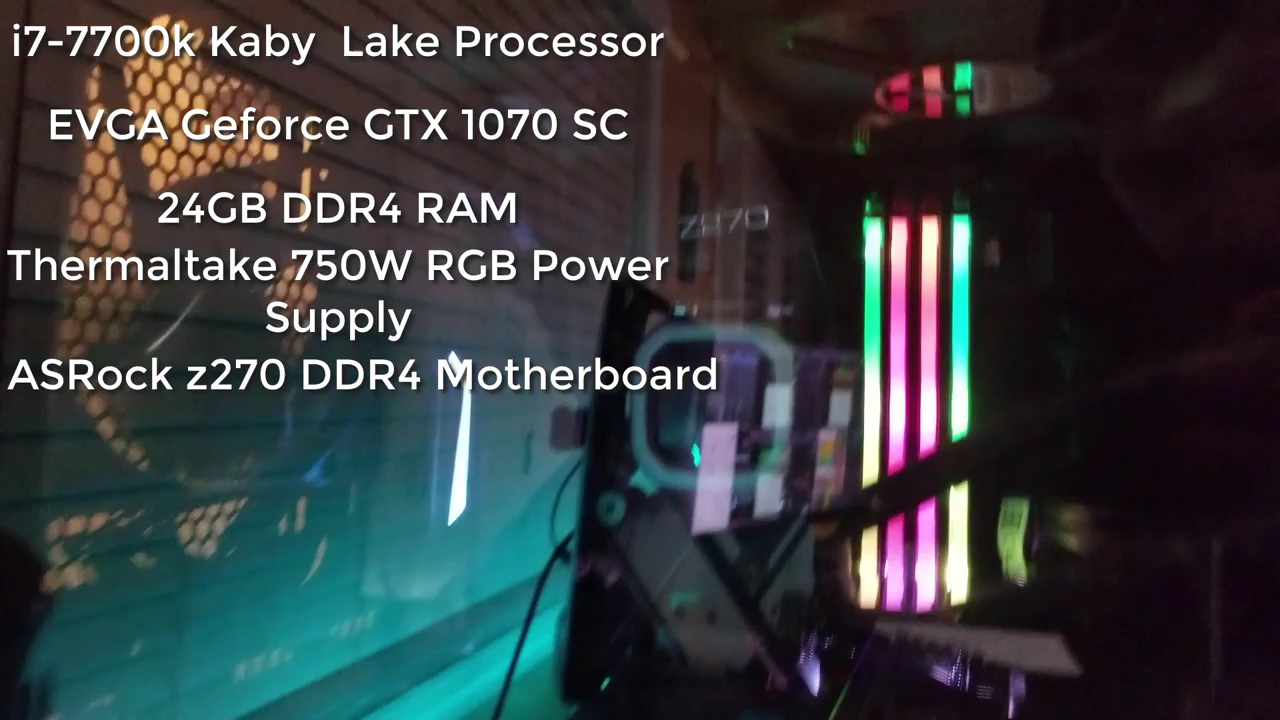 i7-7700k Kaby  Lake Processor
EVGA Geforce GTX 1070 SC
24GB DDR4 RAM
Thermaltake 750W RGB Power
Supply
ASRock z270 DDR4 Motherboard
Z270